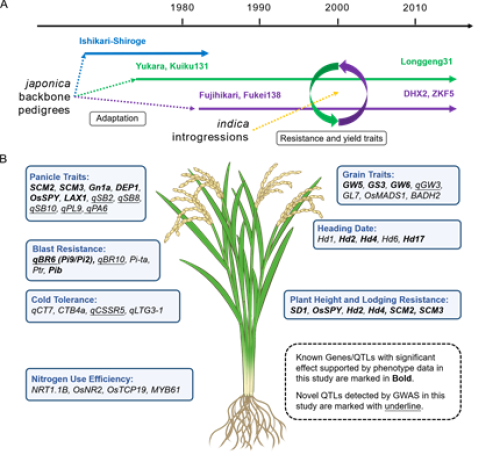 A
1980 1990 2000 2010
Ishikari-Shiroge
Yukara, Kuiku131 Longgeng31
japonica
backbone
pedigrees
Fujihikari, Fukei138 DHX2, ZKF5
Adaptation
indica
introgressions
Resistance and yield traits
B
Panicle Traits:
SCM2, SCM3, Gn1a, DEP1,
OsSPY, LAX1, qSB2, qSB8,
qSB10, qPL9, qPA6
Grain Traits:
GW5, GS3, GW6, qGW3,
GL7, OsMADS1, BADH2
Heading Date:
Hd1, Hd2, Hd4, Hd6, Hd17
Blast Resistance:
qBR6 (Pi9/Pi2), qBR10, Pi-ta,
Ptr, Pib
Cold Tolerance:
qCT7, CTB4a, qCSSR5, qLTG3-1
Plant Height and Lodging Resistance:
SD1, OsSPY, Hd2, Hd4, SCM2, SCM3
Nitrogen Use Efficiency:
NRT1.1B, OsNR2, OsTCP19, MYB61
Known Genes/QTLs with significant
effect supported by phenotype data in
this study are marked in Bold.
Novel QTLs detected by GWAS in this
study are marked with underline.